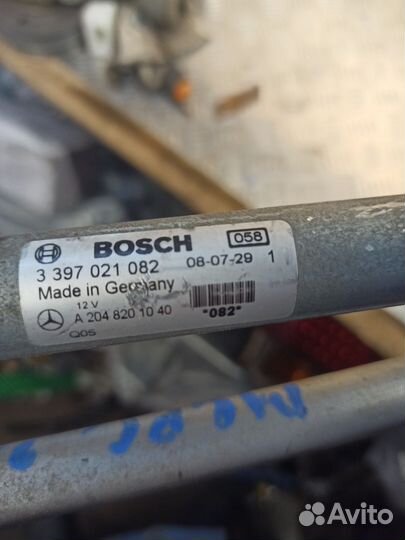 BOSCH 058
3 397 021 082 08-07-29 1
Made in Germany
12 V
A 204 820 10 40 *082*
Q05
Avito